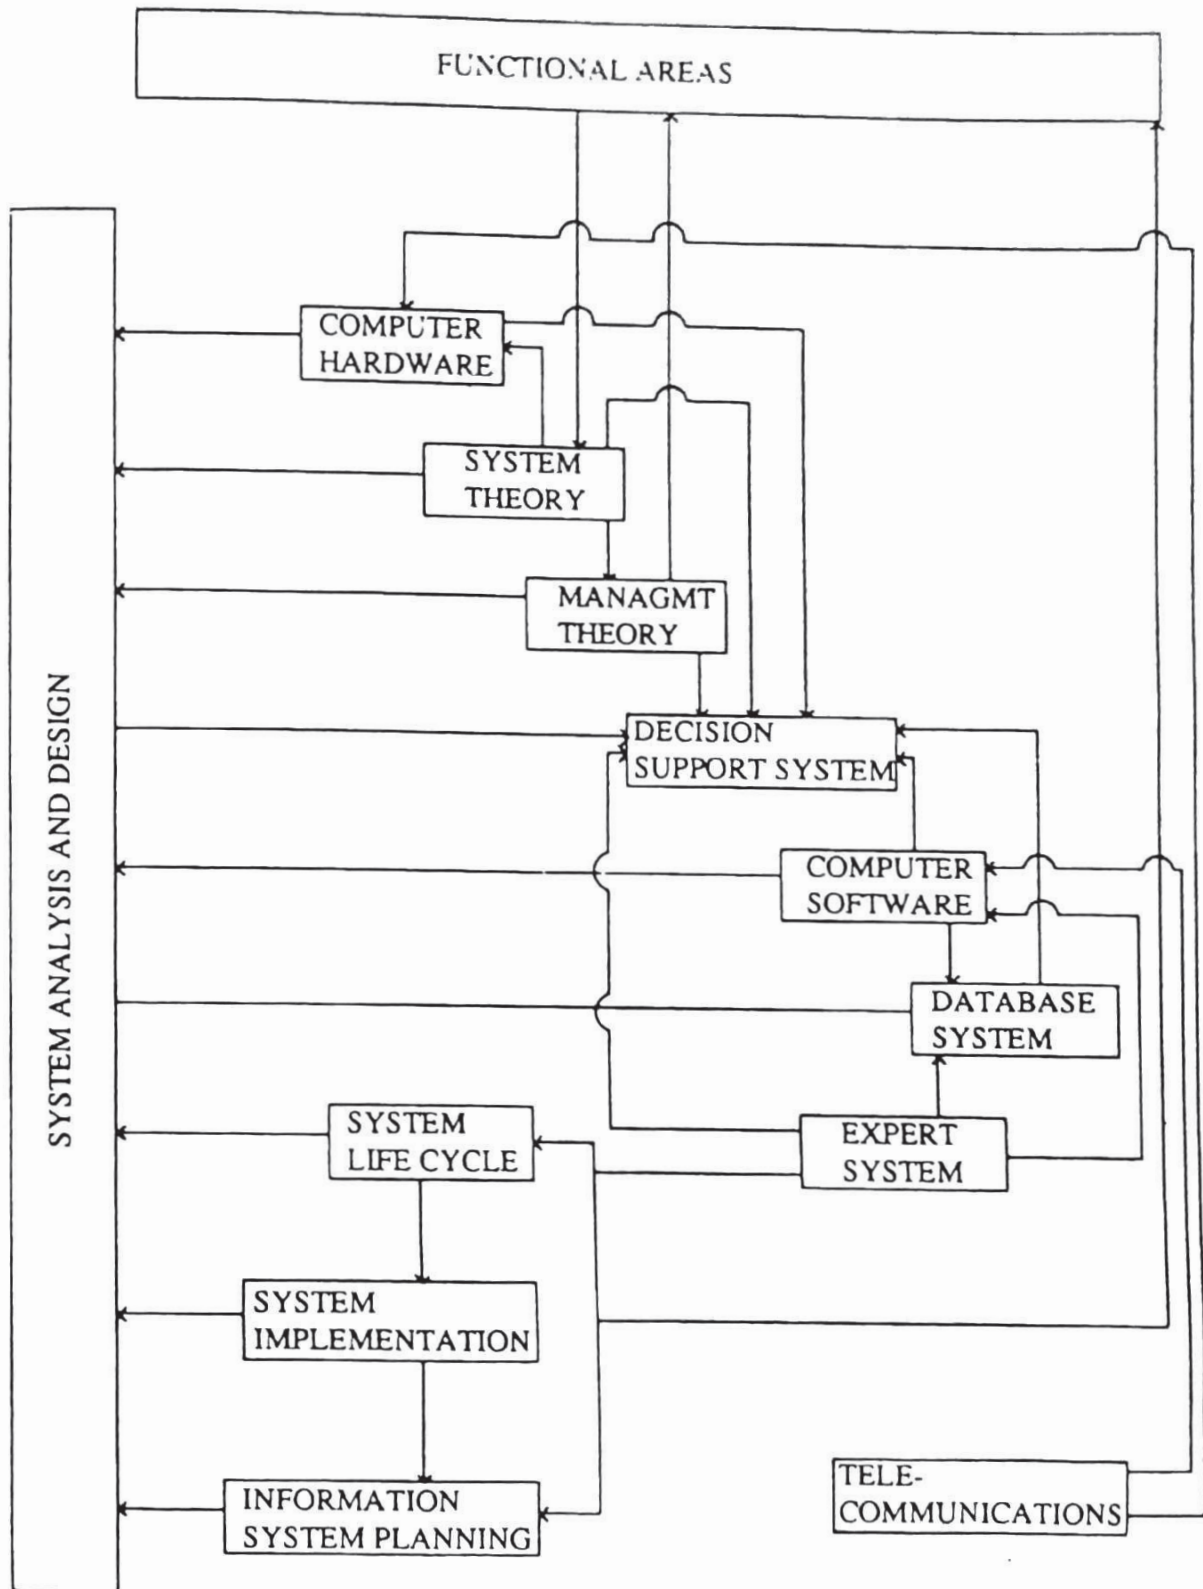 FUNCTIONAL AREAS
SYSTEM ANALYSIS AND DESIGN
COMPUTER
HARDWARE
SYSTEM
THEORY
MANAGMT
THEORY
DECISION
SUPPORT SYSTEM
COMPUTER
SOFTWARE
DATABASE
SYSTEM
SYSTEM
LIFE CYCLE
EXPERT
SYSTEM
SYSTEM
IMPLEMENTATION
INFORMATION
SYSTEM PLANNING
TELE-
COMMUNICATIONS